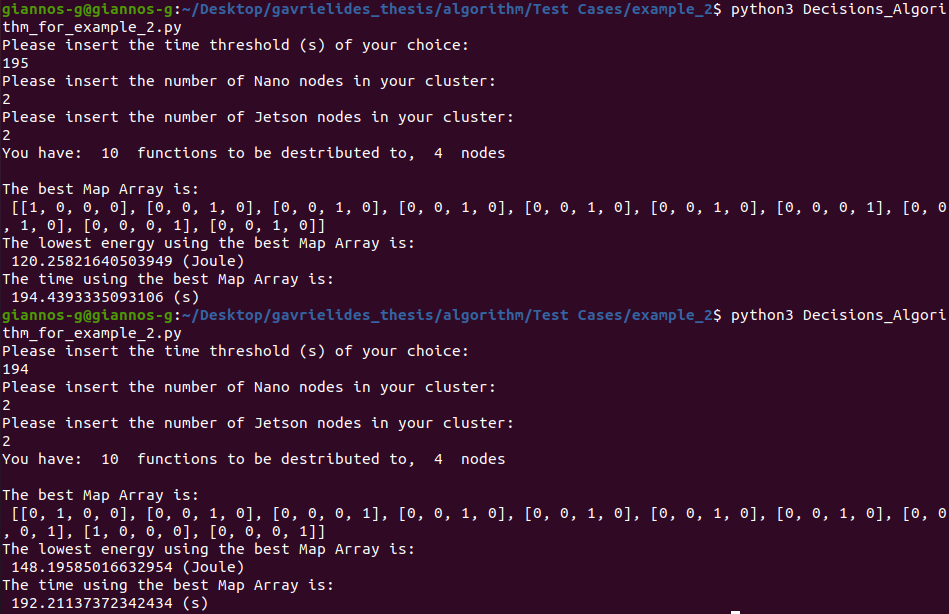 giannos-g@giannos-g:~/Desktop/gavrielides_thesis/algorithm/Test Cases/example_2$ python3 Decisions_Algori
thm_for_example_2.py
Please insert the time threshold (s) of your choice:
195
Please insert the number of Nano nodes in your cluster:
2
Please insert the number of Jetson nodes in your cluster:
2
You have:  10  functions to be destributed to,  4  nodes

The best Map Array is:
 [[1, 0, 0, 0], [0, 0, 1, 0], [0, 0, 1, 0], [0, 0, 1, 0], [0, 0, 1, 0], [0, 0, 1, 0], [0, 0, 0, 1], [0, 0
, 1, 0], [0, 0, 0, 1], [0, 0, 1, 0]]
The lowest energy using the best Map Array is:
 120.25821640503949 (Joule)
The time using the best Map Array is:
 194.4393335093106 (s)
giannos-g@giannos-g:~/Desktop/gavrielides_thesis/algorithm/Test Cases/example_2$ python3 Decisions_Algori
thm_for_example_2.py
Please insert the time threshold (s) of your choice:
194
Please insert the number of Nano nodes in your cluster:
2
Please insert the number of Jetson nodes in your cluster:
2
You have:  10  functions to be destributed to,  4  nodes

The best Map Array is:
 [[0, 1, 0, 0], [0, 0, 1, 0], [0, 0, 0, 1], [0, 0, 1, 0], [0, 0, 1, 0], [0, 0, 1, 0], [0, 0, 1, 0], [0, 0
, 0, 1], [1, 0, 0, 0], [0, 0, 0, 1]]
The lowest energy using the best Map Array is:
 148.19585016632954 (Joule)
The time using the best Map Array is:
 192.21137372342434 (s)